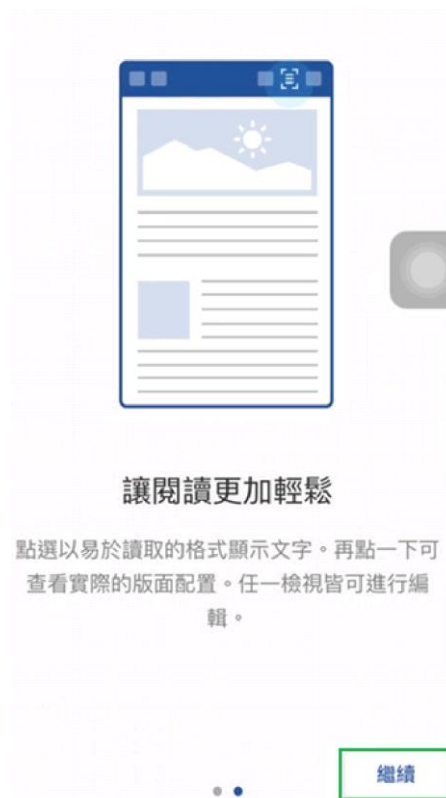 讓閱讀更加輕鬆
點選以易於讀取的格式顯示文字。再點一下可
查看實際的版面配置。任一檢視皆可進行編
輯。
繼續